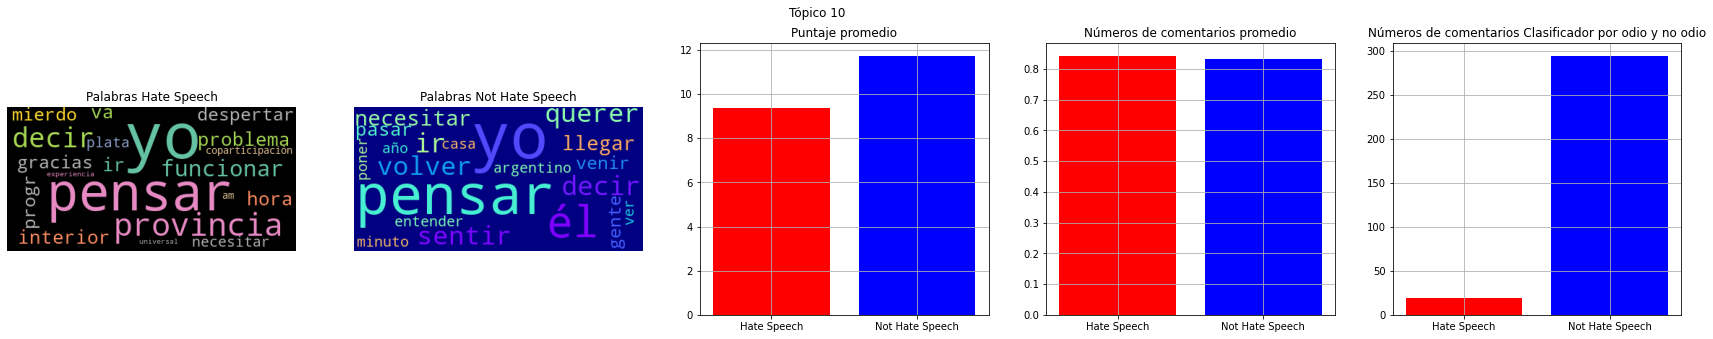 Tópico 10
Palabras Hate Speech
mierdo va despertar
decir plata yo problema
coparticipacion
gracias ir funcionar
experiencia
progr pensar am hora
provincia
interior universal necesitar
Palabras Not Hate Speech
necesitar querer
pasar yo
año ir casa llegar
poner volver argentino venir
pensar decir
entender él gente ver
minuto sentir
Puntaje promedio
12
10
8
6
4
2
0
Hate Speech Not Hate Speech
Números de comentarios promedio
0.8
0.7
0.6
0.5
0.4
0.3
0.2
0.1
0.0
Hate Speech Not Hate Speech
Números de comentarios Clasificador por odio y no odio
300
250
200
150
100
50
0
Hate Speech Not Hate Speech